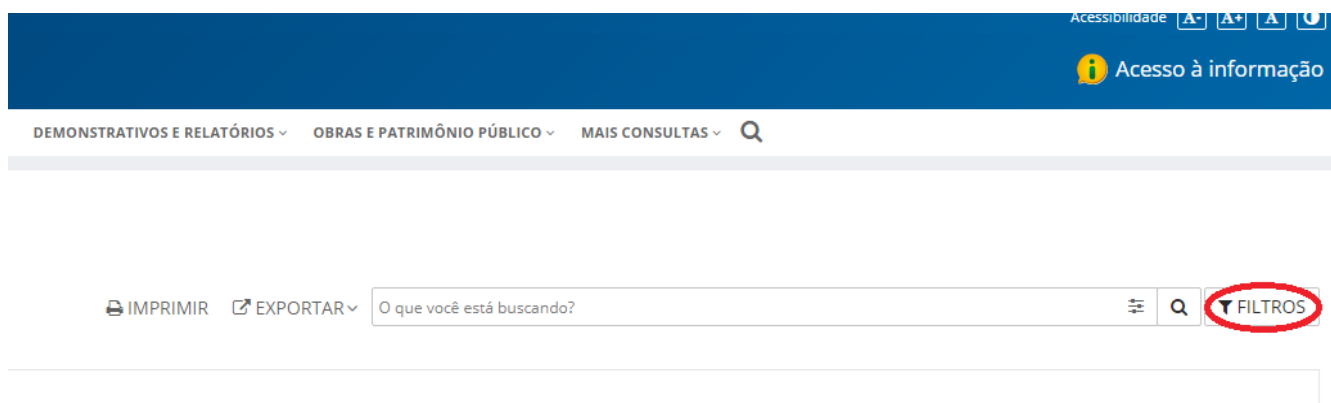 Acessibilidade A- A+ A
Acesso à informação
DEMONSTRATIVOS E RELATÓRIOS OBRAS E PATRIMÔNIO PÚBLICO MAIS CONSULTAS
IMPRIMIR EXPORTAR O que você está buscando? FILTROS